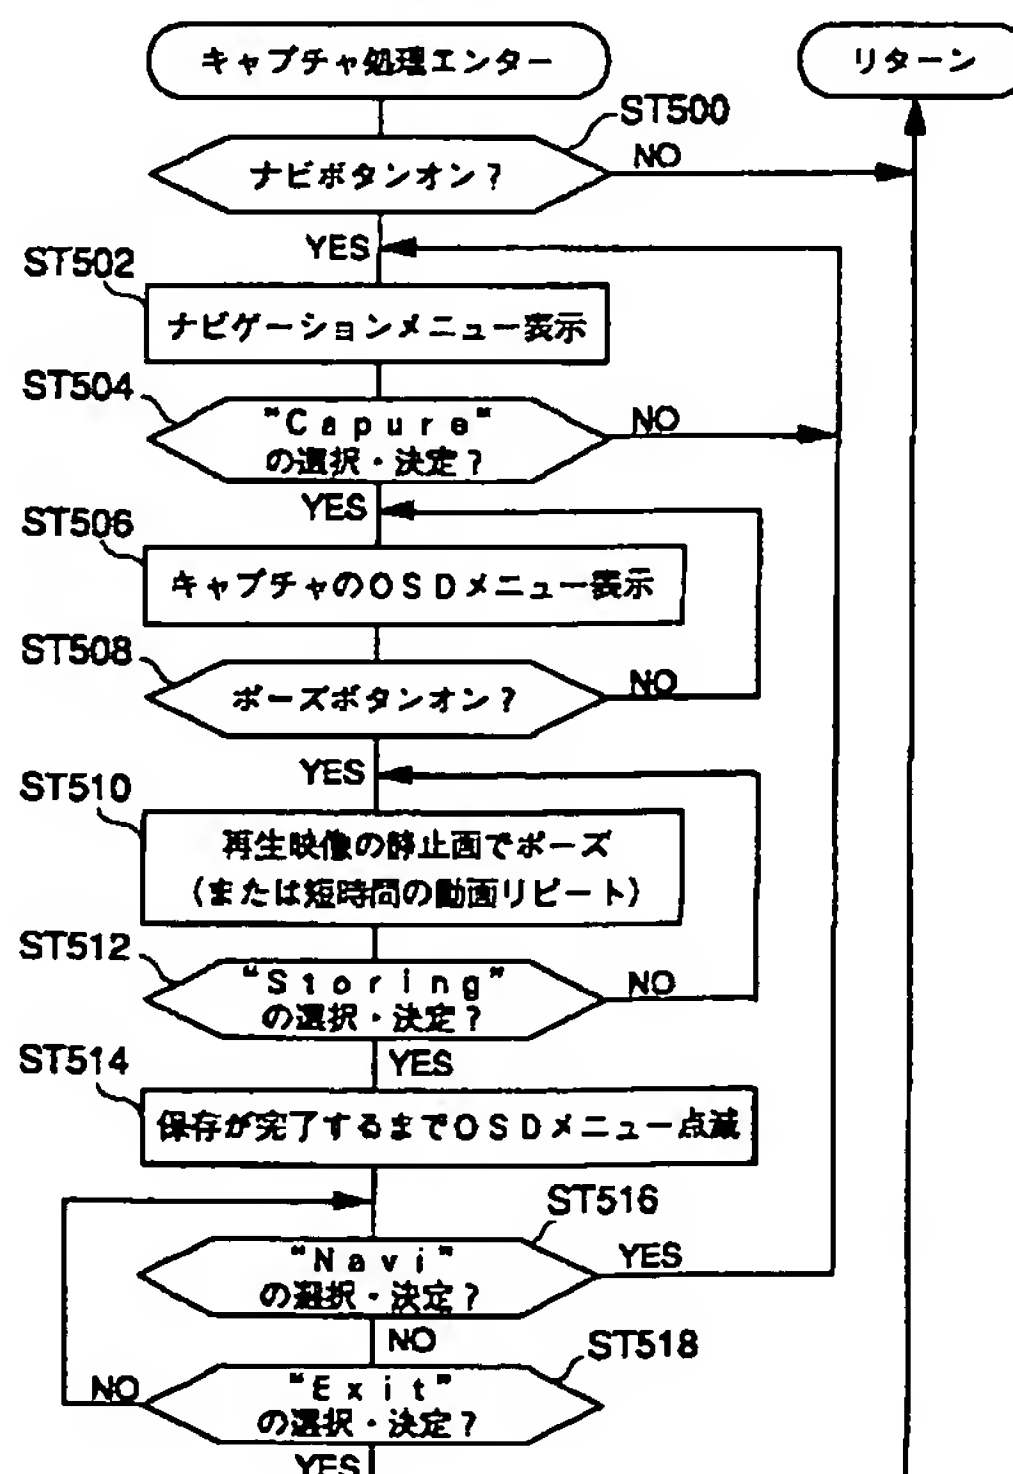 キャプチャ処理エンター
リターン
ST500
ナビボタンオン?
NO
YES
ST502
ナビゲーションメニュー表示
ST504
"Capure"
の選択・決定?
NO
YES
ST506
キャプチャのOSDメニュー表示
ST508
ポーズボタンオン?
NO
YES
ST510
再生映像の静止画でポーズ
(または短時間の動画リピート)
ST512
"Storing"
の選択・決定?
NO
YES
ST514
保存が完了するまでOSDメニュー点滅
ST516
"Navi"
の選択・決定?
YES
NO
ST518
"Exit"
の選択・決定?
NO
YES